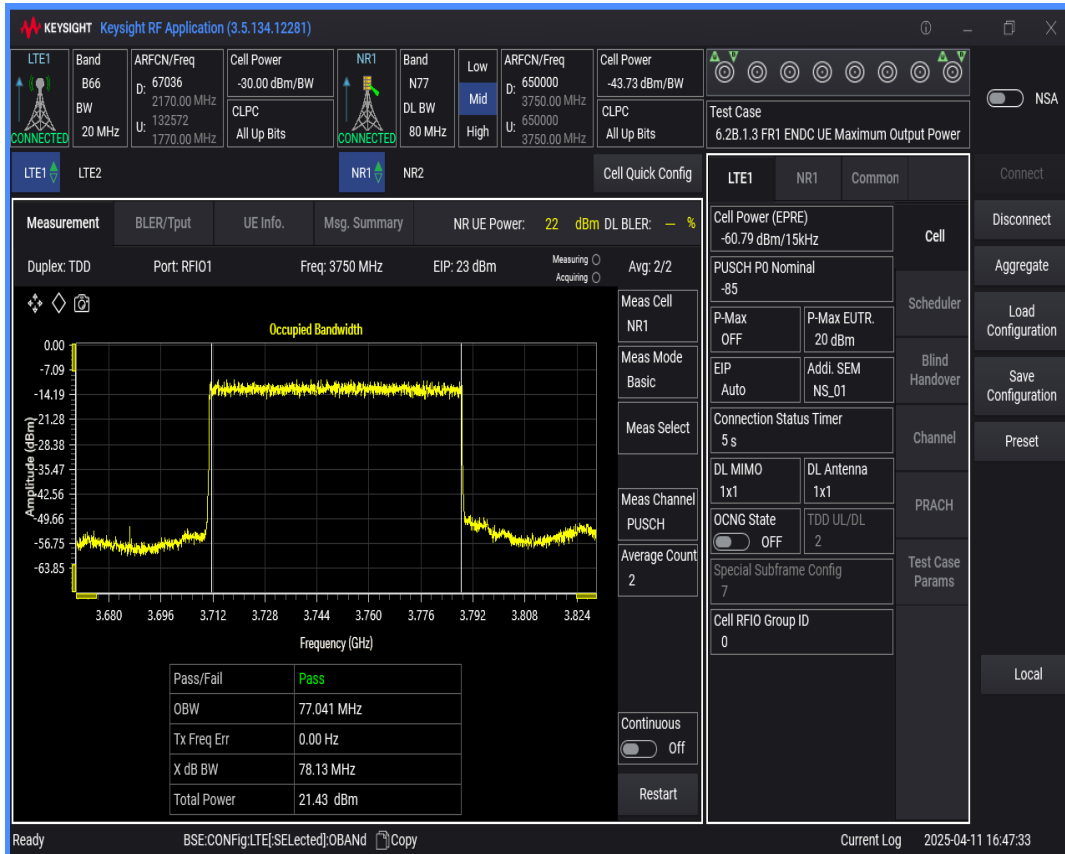 KEYSIGHT Keysight RF Application (3.5.134.12281)
LTE1
CONNECTED
Band
B66
BW
20 MHz
ARFCN/Freq
D: 67036
2170.00 MHz
U: 132572
1770.00 MHz
Cell Power
-30.00 dBm/BW
CLPC
All Up Bits
NR1
CONNECTED
Band
N77
DL BW
80 MHz
Low
Mid
High
ARFCN/Freq
D: 650000
3750.00 MHz
U: 650000
3750.00 MHz
Cell Power
-43.73 dBm/BW
CLPC
All Up Bits
Test Case
6.2B.1.3 FR1 ENDC UE Maximum Output Power
NSA
LTE1 LTE2 NR1 NR2 Cell Quick Config
Measurement BLER/Tput UE Info. Msg. Summary NR UE Power: 22 dBm DL BLER: — %
Duplex: TDD Port: RFIO1 Freq: 3750 MHz EIP: 23 dBm Measuring Acquiring Avg: 2/2
Occupied Bandwidth
Amplitude (dBm)
0.00
-7.09
-14.19
-21.28
-28.38
-35.47
-42.56
-49.66
-56.75
-63.85
3.680 3.696 3.712 3.728 3.744 3.760 3.776 3.792 3.808 3.824
Frequency (GHz)
Pass/Fail Pass
OBW 77.041 MHz
Tx Freq Err 0.00 Hz
X dB BW 78.13 MHz
Total Power 21.43 dBm
Meas Cell
NR1
Meas Mode
Basic
Meas Select
Meas Channel
PUSCH
Average Count
2
Continuous
Off
Restart
LTE1 NR1 Common
Cell Power (EPRE)
-60.79 dBm/15kHz
PUSCH P0 Nominal
-85
P-Max
OFF
P-Max EUTR.
20 dBm
EIP
Auto
Addi. SEM
NS_01
Connection Status Timer
5 s
DL MIMO
1x1
DL Antenna
1x1
OCNG State
OFF
TDD UL/DL
2
Special Subframe Config
7
Cell RFIO Group ID
0
Cell
Scheduler
Blind
Handover
Channel
PRACH
Test Case
Params
Connect
Disconnect
Aggregate
Load
Configuration
Save
Configuration
Preset
Local
Ready BSE:CONFig:LTE[:SELected]:OBANd Copy Current Log 2025-04-11 16:47:33